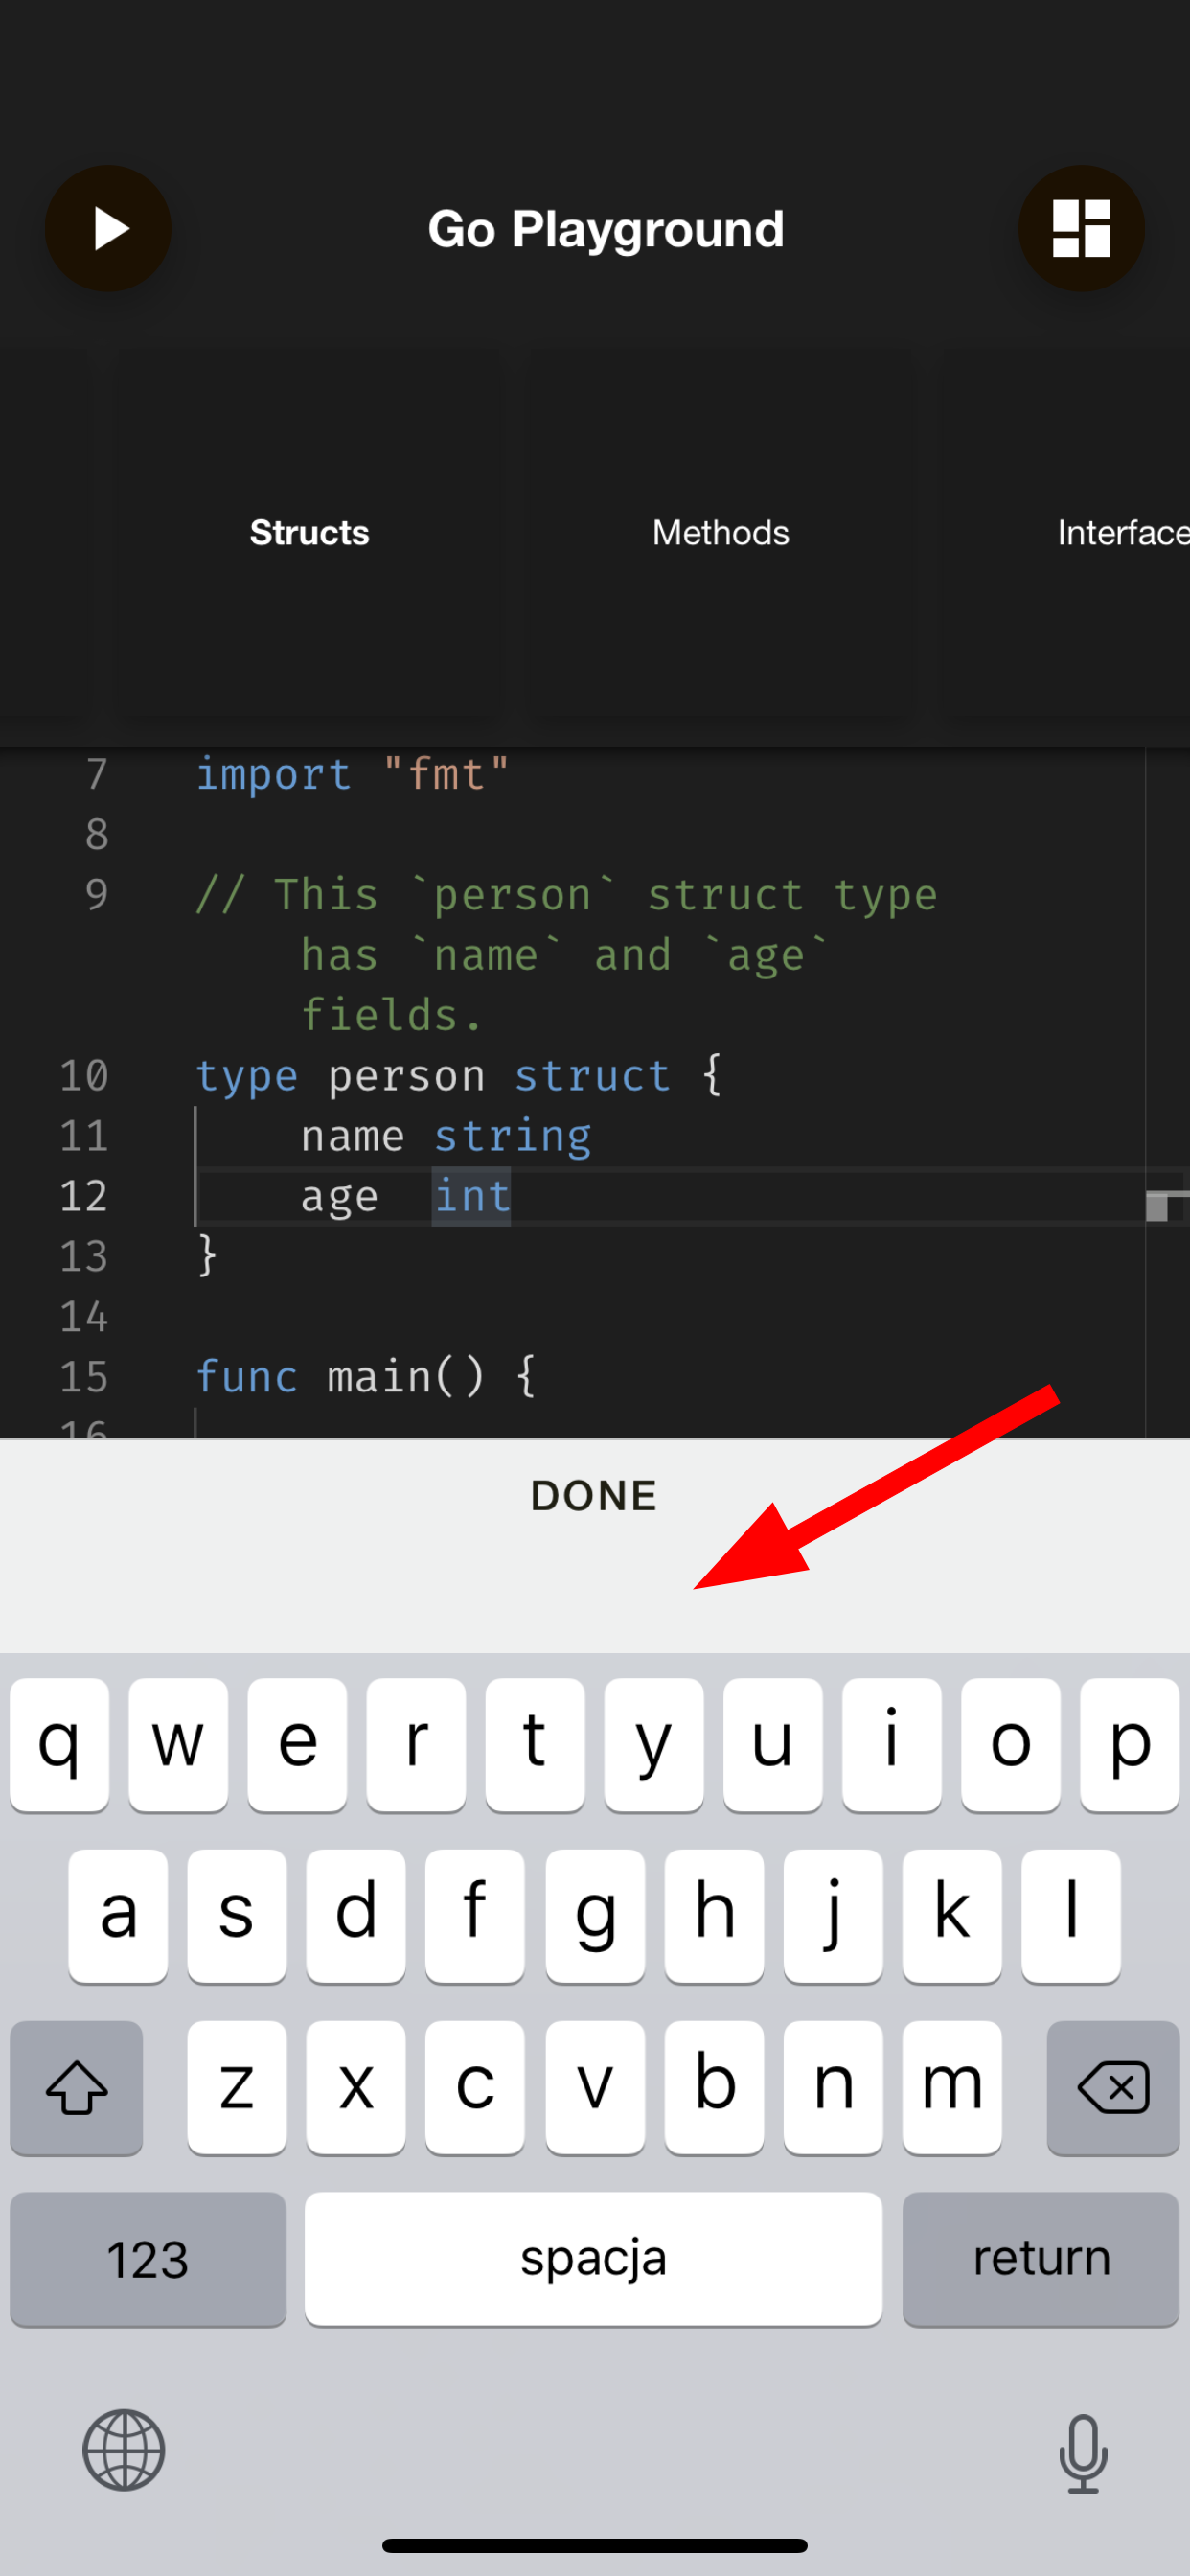 Go Playground
Structs
Methods
Interface
7 import "fmt"
8
9 // This `person` struct type
has `name` and `age`
fields.
10 type person struct {
11 name string
12 age int
13 }
14
15 func main() {
16
DONE
q w e r t y u i o p
a s d f g h j k l
z x c v b n m
123 spacja return